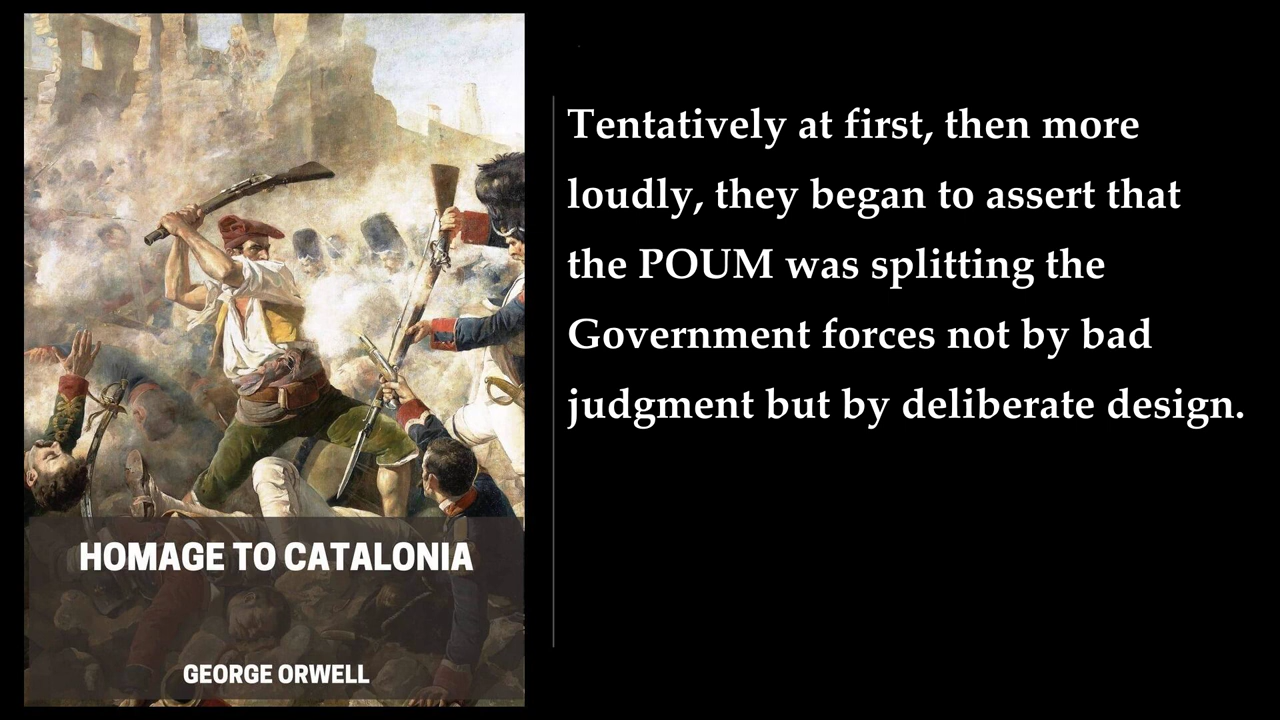 HOMAGE TO CATALONIA
GEORGE ORWELL
Tentatively at first, then more
loudly, they began to assert that
the POUM was splitting the
Government forces not by bad
judgment but by deliberate design.